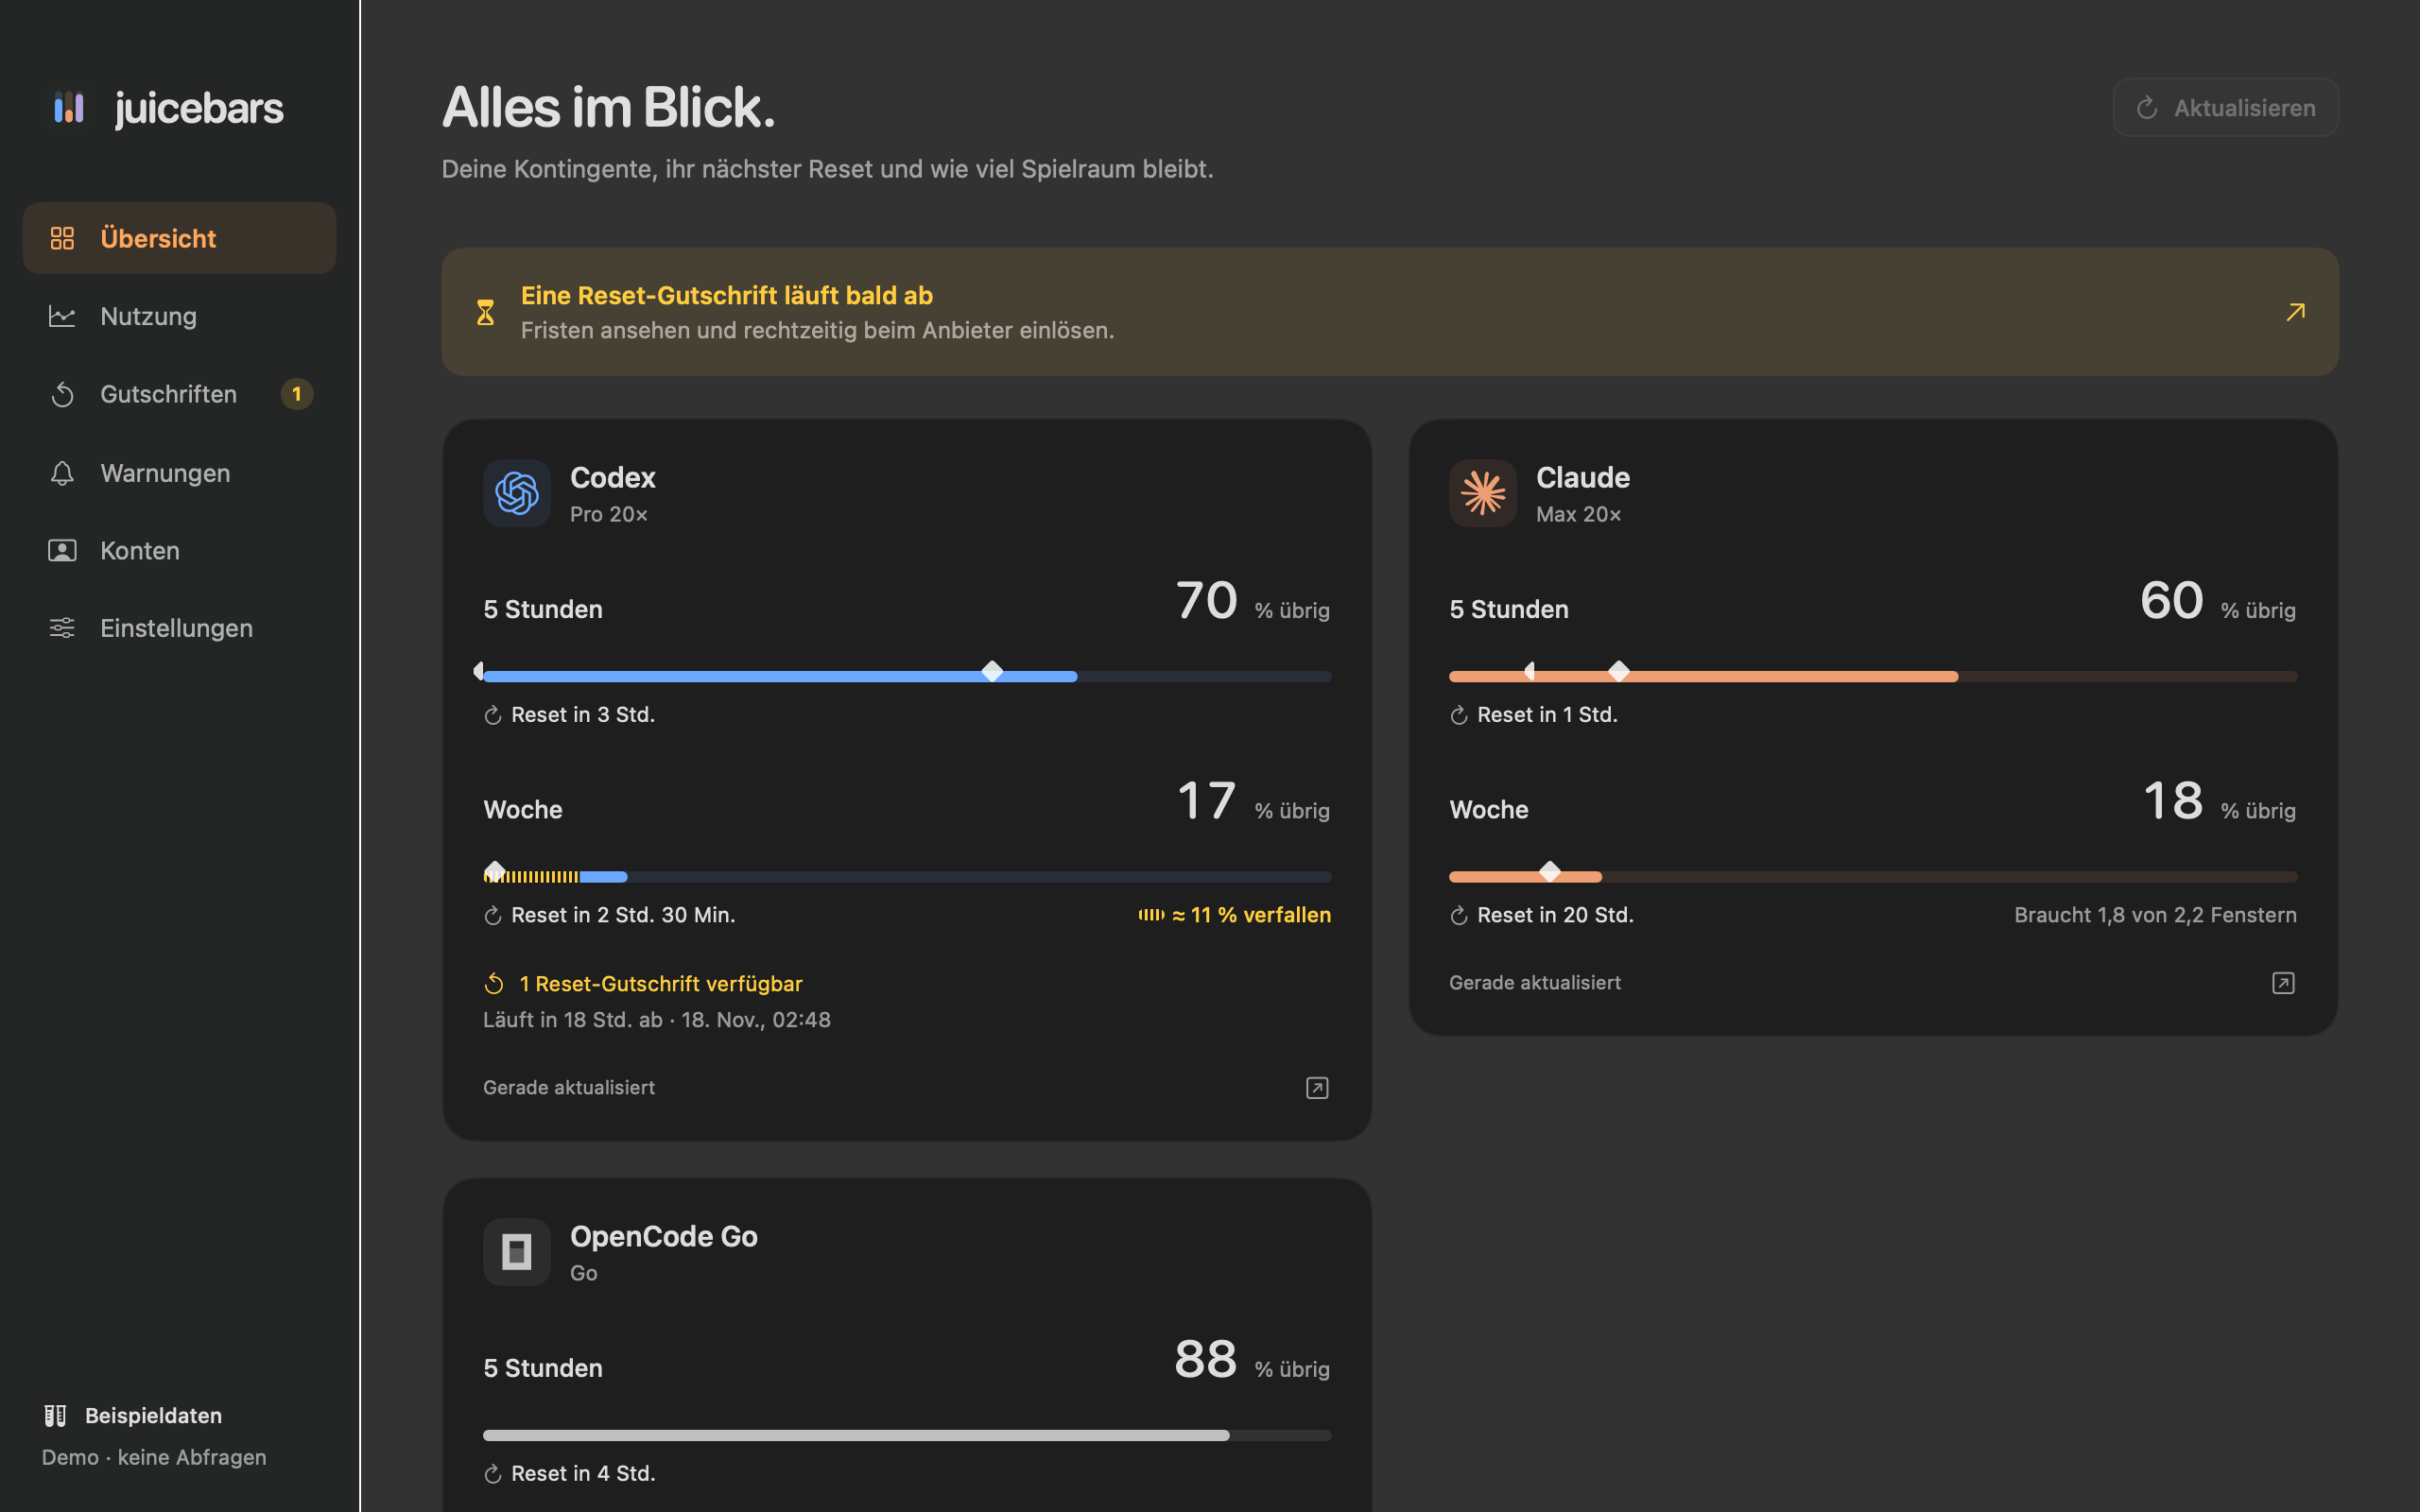 juicebars
Übersicht
Nutzung
Gutschriften 1
Warnungen
Konten
Einstellungen
Beispieldaten
Demo · keine Abfragen
Alles im Blick.
Aktualisieren
Deine Kontingente, ihr nächster Reset und wie viel Spielraum bleibt.
Eine Reset-Gutschrift läuft bald ab
Fristen ansehen und rechtzeitig beim Anbieter einlösen.
Codex
Pro 20×
5 Stunden 70 % übrig
Reset in 3 Std.
Woche 17 % übrig
Reset in 2 Std. 30 Min. ≈ 11 % verfallen
1 Reset-Gutschrift verfügbar
Läuft in 18 Std. ab · 18. Nov., 02:48
Gerade aktualisiert
Claude
Max 20×
5 Stunden 60 % übrig
Reset in 1 Std.
Woche 18 % übrig
Reset in 20 Std. Braucht 1,8 von 2,2 Fenstern
Gerade aktualisiert
OpenCode Go
Go
5 Stunden 88 % übrig
Reset in 4 Std.